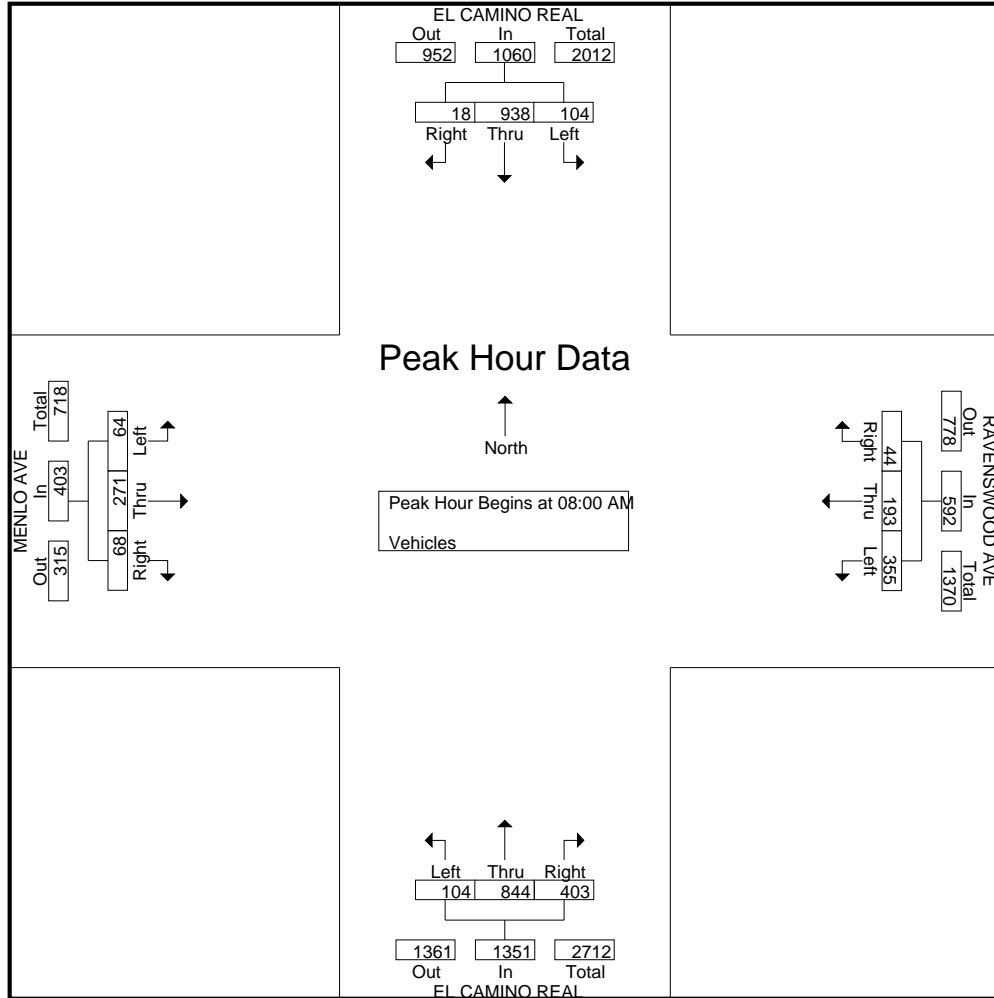 EL CAMINO REAL
Out In Total
952 1060 2012
18 938 104
Right Thru Left
Peak Hour Data
North
Peak Hour Begins at 08:00 AM
Vehicles
MENLO AVE
Total In Out
718 403 315
64 271 68
Left Thru Right
RAVENSWOOD AVE
Out In Total
778 592 1370
44 193 355
Right Thru Left
Left Thru Right
104 844 403
1361 1351 2712
Out In Total
EL CAMINO REAL